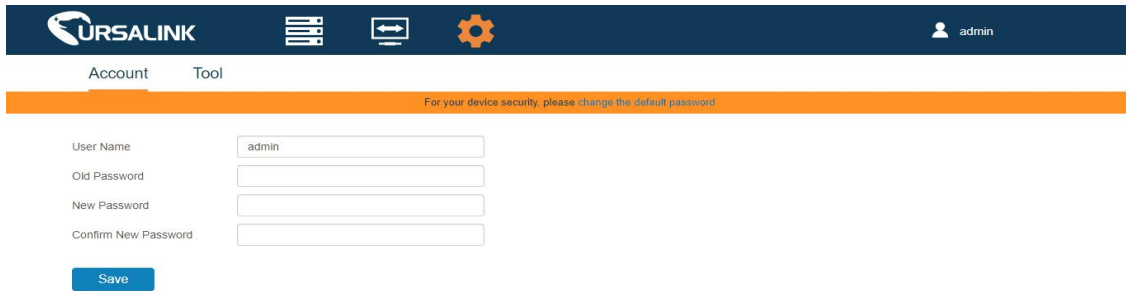 URSALINK
admin
Account Tool
For your device security, please change the default password
User Name admin
Old Password
New Password
Confirm New Password
Save